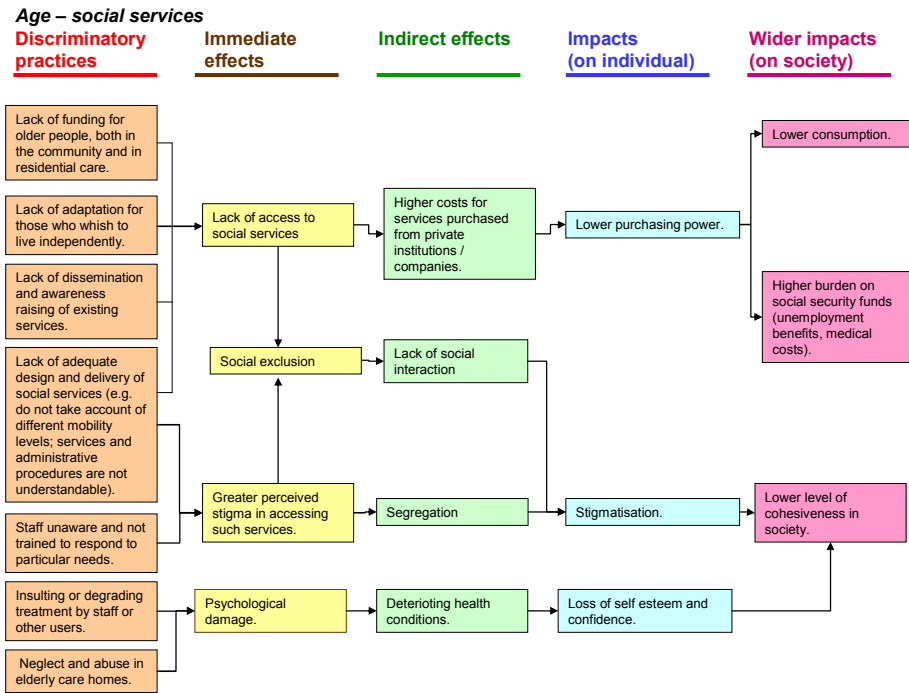 Age – social services
Discriminatory
practices
Immediate
effects
Indirect effects
Impacts
(on individual)
Wider impacts
(on society)
Lack of funding for
older people, both in
the community and in
residential care.
Lack of adaptation for
those who whish to
live independently.
Lack of dissemination
and awareness
raising of existing
services.
Lack of adequate
design and delivery of
social services (e.g.
do not take account of
different mobility
levels; services and
administrative
procedures are not
understandable).
Staff unaware and not
trained to respond to
particular needs.
Insulting or degrading
treatment by staff or
other users.
Neglect and abuse in
elderly care homes.
Lack of access to
social services
Social exclusion
Greater perceived
stigma in accessing
such services.
Psychological
damage.
Higher costs for
services purchased
from private
institutions /
companies.
Lack of social
interaction
Segregation
Deterioting health
conditions.
Lower purchasing power.
Stigmatisation.
Loss of self esteem and
confidence.
Lower consumption.
Higher burden on
social security funds
(unemployment
benefits, medical
costs).
Lower level of
cohesiveness in
society.